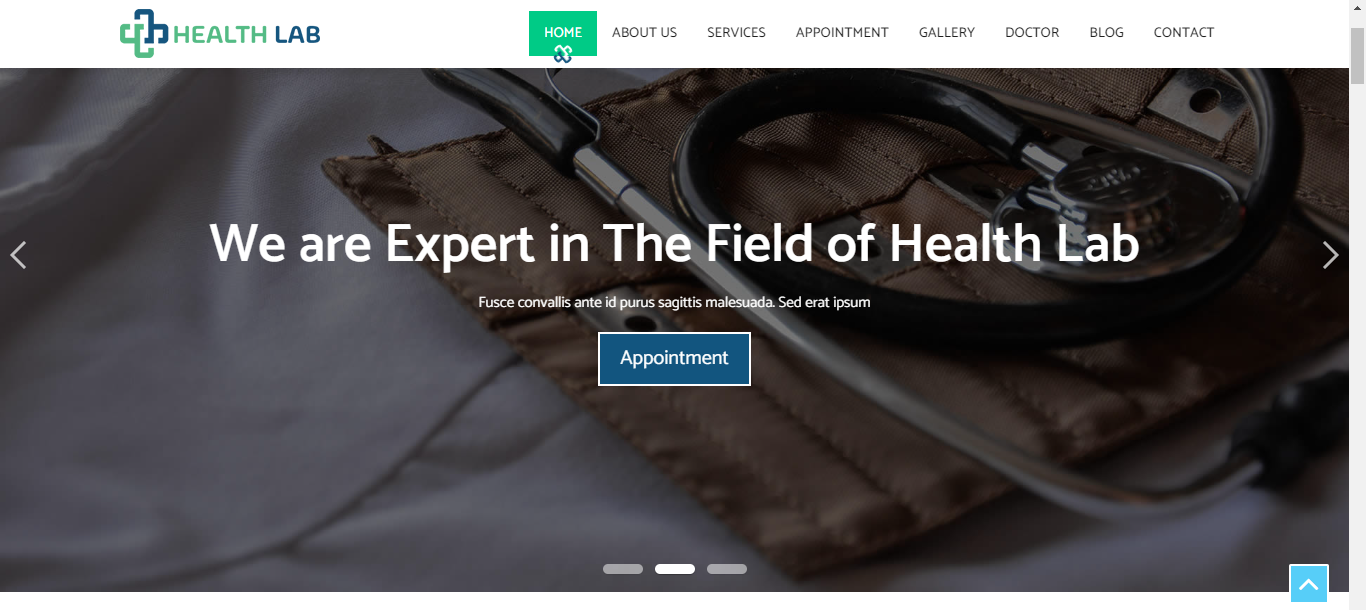 HEALTH LAB
HOME ABOUT US SERVICES APPOINTMENT GALLERY DOCTOR BLOG CONTACT
We are Expert in The Field of Health Lab
Fusce convallis ante id purus sagittis malesuada. Sed erat ipsum
Appointment